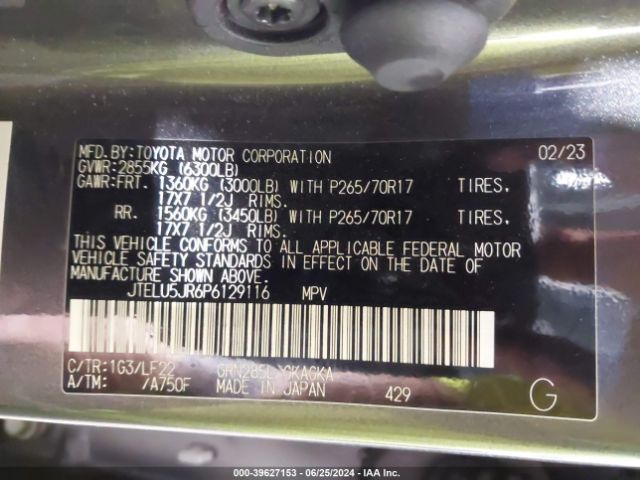 MFD.BY:TOYOTA MOTOR CORPORATION 02/23
GVWR:2855KG (6300LB)
GAWR:FRT. 1360KG (3000LB) WITH P265/70R17 TIRES,
17X7 1/2J RIMS.
RR. 1560KG (3450LB) WITH P265/70R17 TIRES,
17X7 1/2J RIMS.
THIS VEHICLE CONFORMS TO ALL APPLICABLE FEDERAL MOTOR
VEHICLE SAFETY STANDARDS IN EFFECT ON THE DATE OF
MANUFACTURE SHOWN ABOVE.
JTELU5JR6P6129116 MPV
C/TR:1G3/LF22 GRN285L-GKAGKA
A/TM: /A750F MADE IN JAPAN 429 G
000-39627153 - 06/25/2024 - IAA Inc.